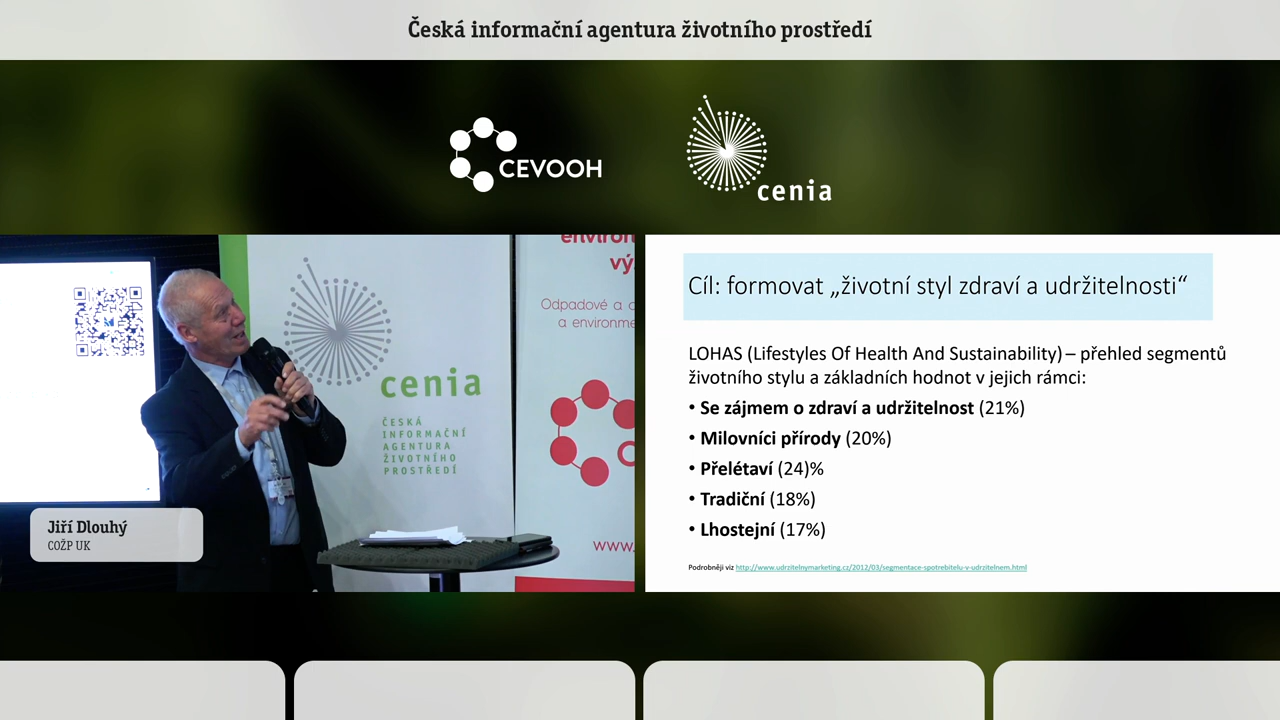 Česká informační agentura životního prostředí
CEVOOH
cenia
environ
vý
Odpadové a o
a environme
cenia
ČESKÁ
INFORMAČNÍ
AGENTURA
ŽIVOTNÍHO
PROSTŘEDÍ
www.
Jiří Dlouhý
COŽP UK
Cíl: formovat „životní styl zdraví a udržitelnosti“
LOHAS (Lifestyles Of Health And Sustainability) – přehled segmentů
životního stylu a základních hodnot v jejich rámci:
• Se zájmem o zdraví a udržitelnost (21%)
• Milovníci přírody (20%)
• Přelétaví (24)%
• Tradiční (18%)
• Lhostejní (17%)
Podrobněji viz http://www.udrzitelnymarketing.cz/2012/03/segmentace-spotrebitelu-v-udrzitelnem.html